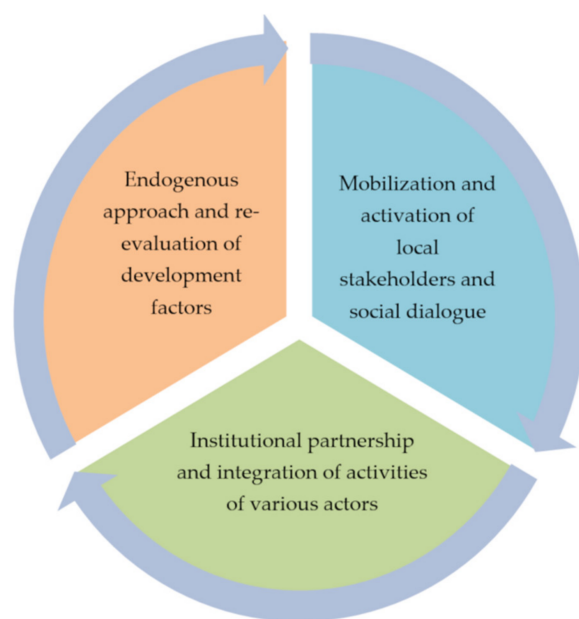 Endogenous
approach and re-
evaluation of
development
factors
Mobilization and
activation of
local
stakeholders and
social dialogue
Institutional partnership
and integration of activities
of various actors